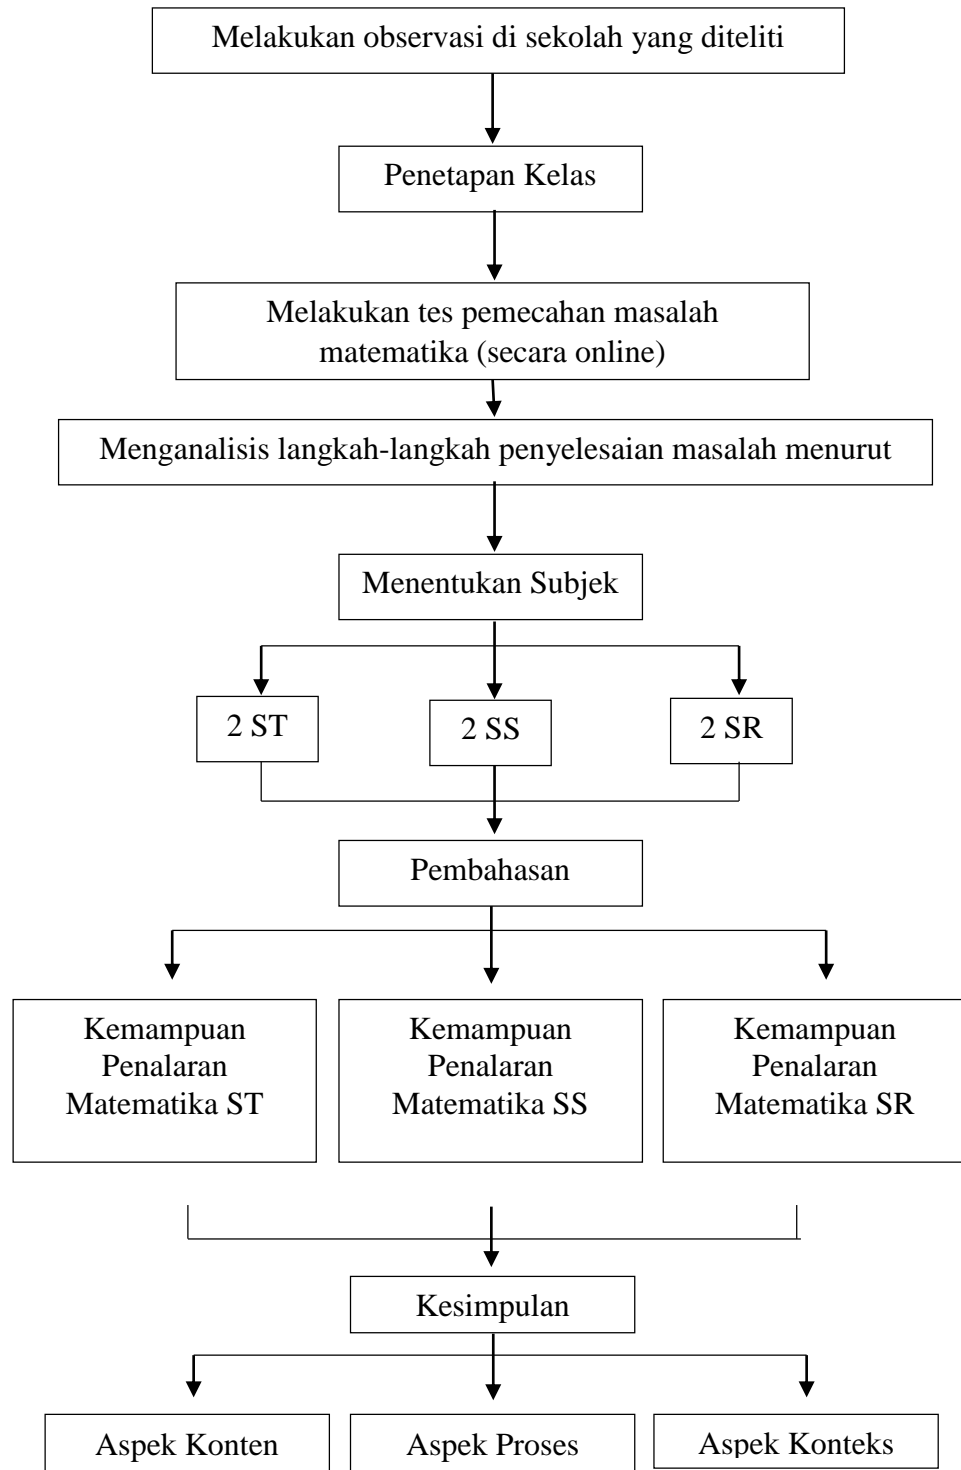 Melakukan observasi di sekolah yang diteliti
Penetapan Kelas
Melakukan tes pemecahan masalah
matematika (secara online)
Menganalisis langkah-langkah penyelesaian masalah menurut
Menentukan Subjek
2 ST
2 SS
2 SR
Pembahasan
Kemampuan
Penalaran
Matematika ST
Kemampuan
Penalaran
Matematika SS
Kemampuan
Penalaran
Matematika SR
Kesimpulan
Aspek Konten
Aspek Proses
Aspek Konteks